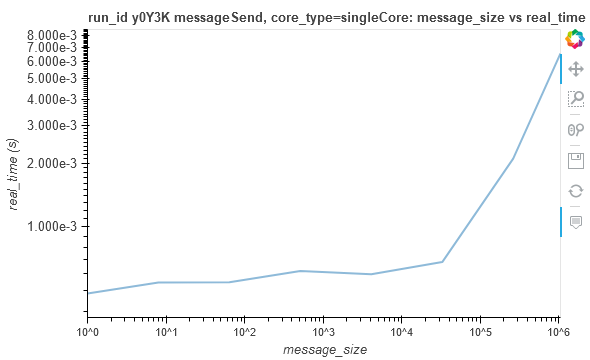 run_id y0Y3K messageSend, core_type=singleCore: message_size vs real_time
8.000e-3
7.000e-3
6.000e-3
5.000e-3
4.000e-3
3.000e-3
2.000e-3
1.000e-3
real_time (s)
10^0 10^1 10^2 10^3 10^4 10^5 10^6
message_size